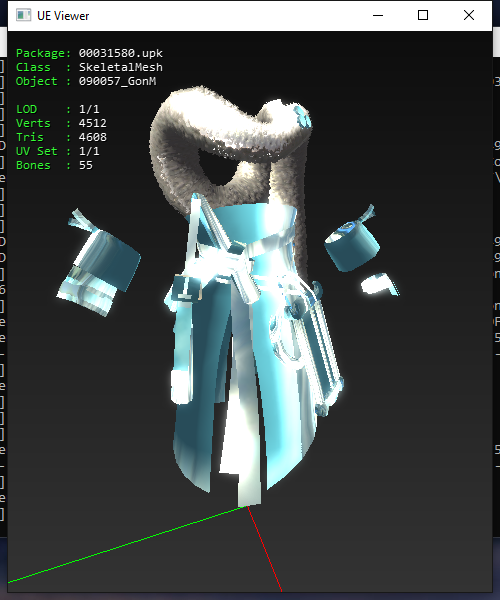 UE Viewer
Package: 00031580.upk
Class  : SkeletalMesh
Object : 090057_GonM
LOD    : 1/1
Verts  : 4512
Tris   : 4608
UV Set : 1/1
Bones  : 55